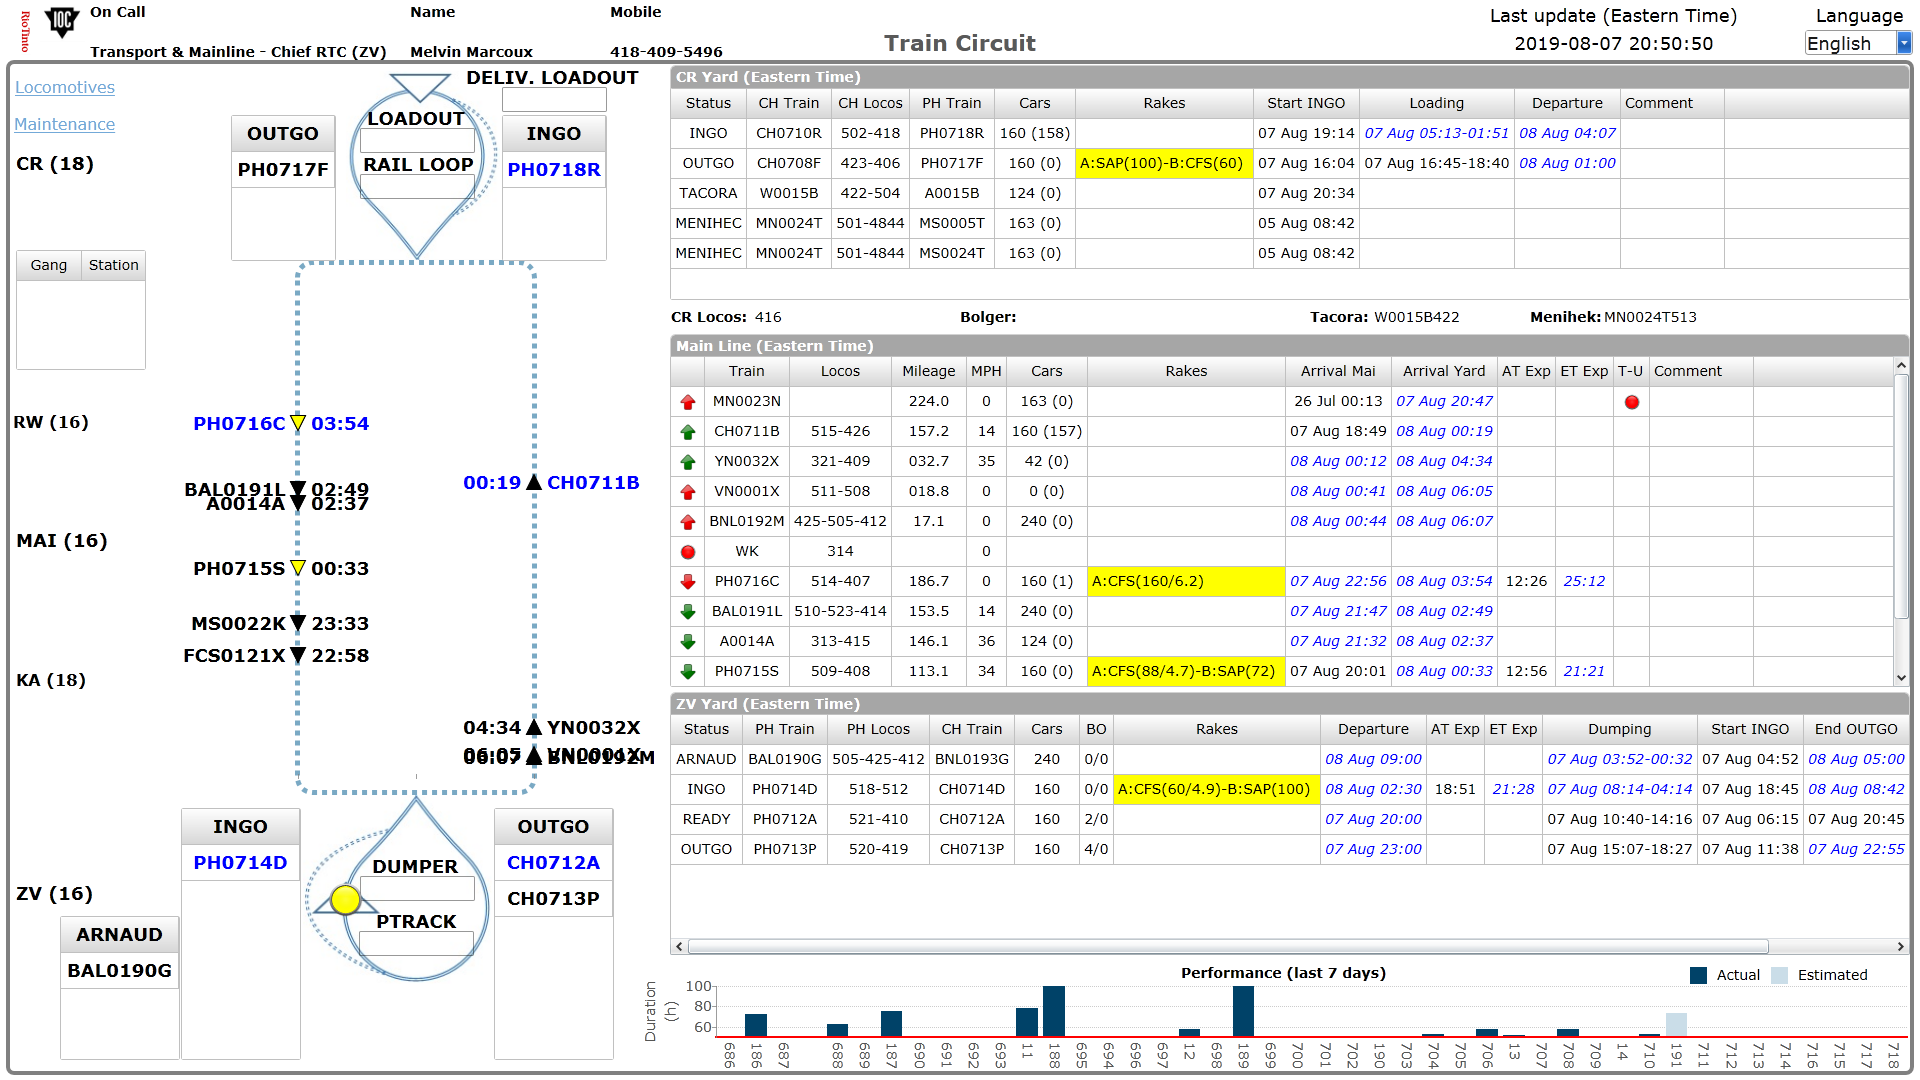 RioTinto
IOC
On Call Name Mobile
Transport & Mainline - Chief RTC (ZV) Melvin Marcoux 418-409-5496
Train Circuit
Last update (Eastern Time)
2019-08-07 20:50:50
Language
English
Locomotives
Maintenance
CR (18)
DELIV. LOADOUT
OUTGO
PH0717F
LOADOUT
RAIL LOOP
INGO
PH0718R
Gang Station
RW (16)
PH0716C 03:54
BAL0191L 02:49
A0014A 02:37
00:19 CH0711B
MAI (16)
PH0715S 00:33
MS0022K 23:33
FCS0121X 22:58
KA (18)
04:34 YN0032X
06:05 VN0001X
06:07 BNL0192M
INGO
PH0714D
DUMPER
PTRACK
OUTGO
CH0712A
CH0713P
ZV (16)
ARNAUD
BAL0190G
CR Yard (Eastern Time)
Status CH Train CH Locos PH Train Cars Rakes Start INGO Loading Departure Comment
INGO CH0710R 502-418 PH0718R 160 (158) 07 Aug 19:14 07 Aug 05:13-01:51 08 Aug 04:07
OUTGO CH0708F 423-406 PH0717F 160 (0) A:SAP(100)-B:CFS(60) 07 Aug 16:04 07 Aug 16:45-18:40 08 Aug 01:00
TACORA W0015B 422-504 A0015B 124 (0) 07 Aug 20:34
MENIHEC MN0024T 501-4844 MS0005T 163 (0) 05 Aug 08:42
MENIHEC MN0024T 501-4844 MS0024T 163 (0) 05 Aug 08:42
CR Locos: 416 Bolger: Tacora: W0015B422 Menihek: MN0024T513
Main Line (Eastern Time)
Train Locos Mileage MPH Cars Rakes Arrival Mai Arrival Yard AT Exp ET Exp T-U Comment
MN0023N 224.0 0 163 (0) 26 Jul 00:13 07 Aug 20:47
CH0711B 515-426 157.2 14 160 (157) 07 Aug 18:49 08 Aug 00:19
YN0032X 321-409 032.7 35 42 (0) 08 Aug 00:12 08 Aug 04:34
VN0001X 511-508 018.8 0 0 (0) 08 Aug 00:41 08 Aug 06:05
BNL0192M 425-505-412 17.1 0 240 (0) 08 Aug 00:44 08 Aug 06:07
WK 314 0
PH0716C 514-407 186.7 0 160 (1) A:CFS(160/6.2) 07 Aug 22:56 08 Aug 03:54 12:26 25:12
BAL0191L 510-523-414 153.5 14 240 (0) 07 Aug 21:47 08 Aug 02:49
A0014A 313-415 146.1 36 124 (0) 07 Aug 21:32 08 Aug 02:37
PH0715S 509-408 113.1 34 160 (0) A:CFS(88/4.7)-B:SAP(72) 07 Aug 20:01 08 Aug 00:33 12:56 21:21
ZV Yard (Eastern Time)
Status PH Train PH Locos CH Train Cars BO Rakes Departure AT Exp ET Exp Dumping Start INGO End OUTGO
ARNAUD BAL0190G 505-425-412 BNL0193G 240 0/0 08 Aug 09:00 07 Aug 03:52-00:32 07 Aug 04:52 08 Aug 05:00
INGO PH0714D 518-512 CH0714D 160 0/0 A:CFS(60/4.9)-B:SAP(100) 08 Aug 02:30 18:51 21:28 07 Aug 08:14-04:14 07 Aug 18:45 08 Aug 08:42
READY PH0712A 521-410 CH0712A 160 2/0 07 Aug 20:00 07 Aug 10:40-14:16 07 Aug 06:15 07 Aug 20:45
OUTGO PH0713P 520-419 CH0713P 160 4/0 07 Aug 23:00 07 Aug 15:07-18:27 07 Aug 11:38 07 Aug 22:55
Performance (last 7 days)
Actual Estimated
Duration (h)
100
80
60
686 186 687 688 689 187 690 691 692 693 11 188 695 694 696 697 12 698 189 699 700 701 702 190 703 704 705 706 13 707 708 709 14 710 191 711 712 713 714 715 716 717 718